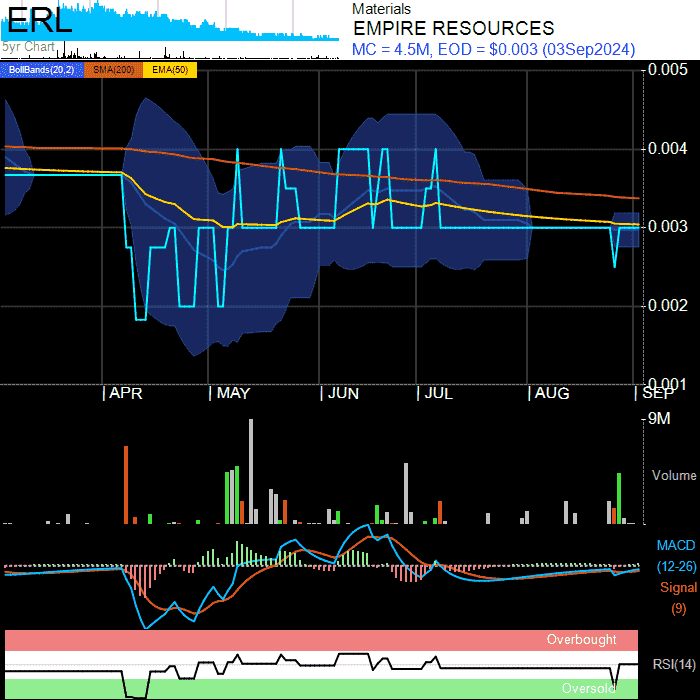 ERL
5yr Chart
Materials
EMPIRE RESOURCES
MC = 4.5M, EOD = $0.003 (03Sep2024)
BollBands(20,2) SMA(200) EMA(50)
0.005
0.004
0.003
0.002
0.001
APR MAY JUN JUL AUG SEP
9M
Volume
MACD
(12-26)
Signal
(9)
Overbought
RSI(14)
Oversold